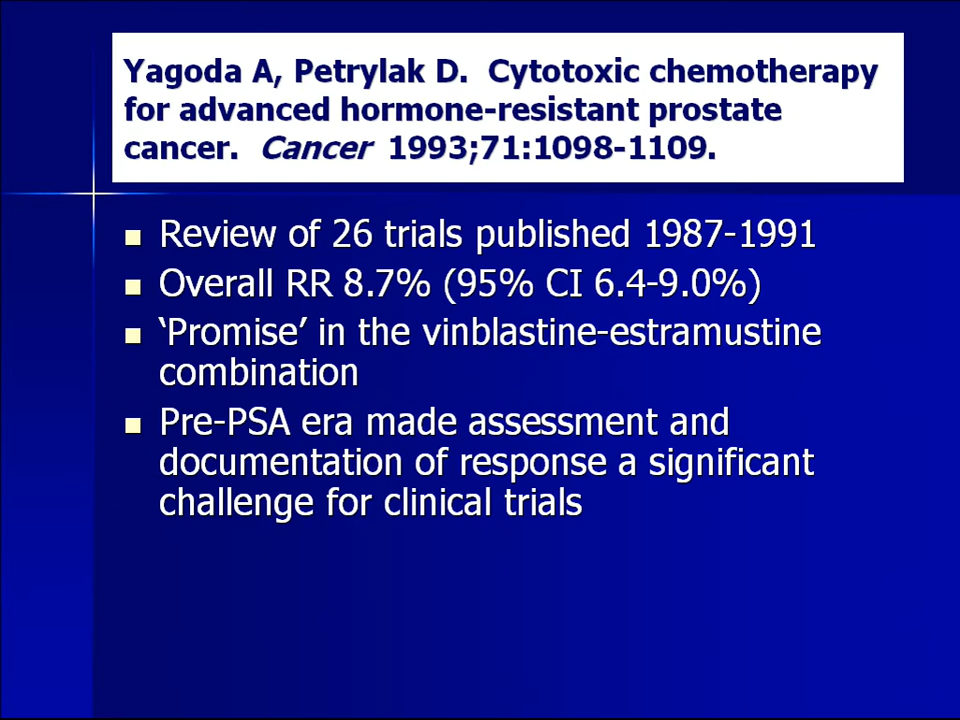 Yagoda A, Petrylak D. Cytotoxic chemotherapy
for advanced hormone-resistant prostate
cancer. Cancer 1993;71:1098-1109.
Review of 26 trials published 1987-1991
Overall RR 8.7% (95% CI 6.4-9.0%)
‘Promise’ in the vinblastine-estramustine
combination
Pre-PSA era made assessment and
documentation of response a significant
challenge for clinical trials